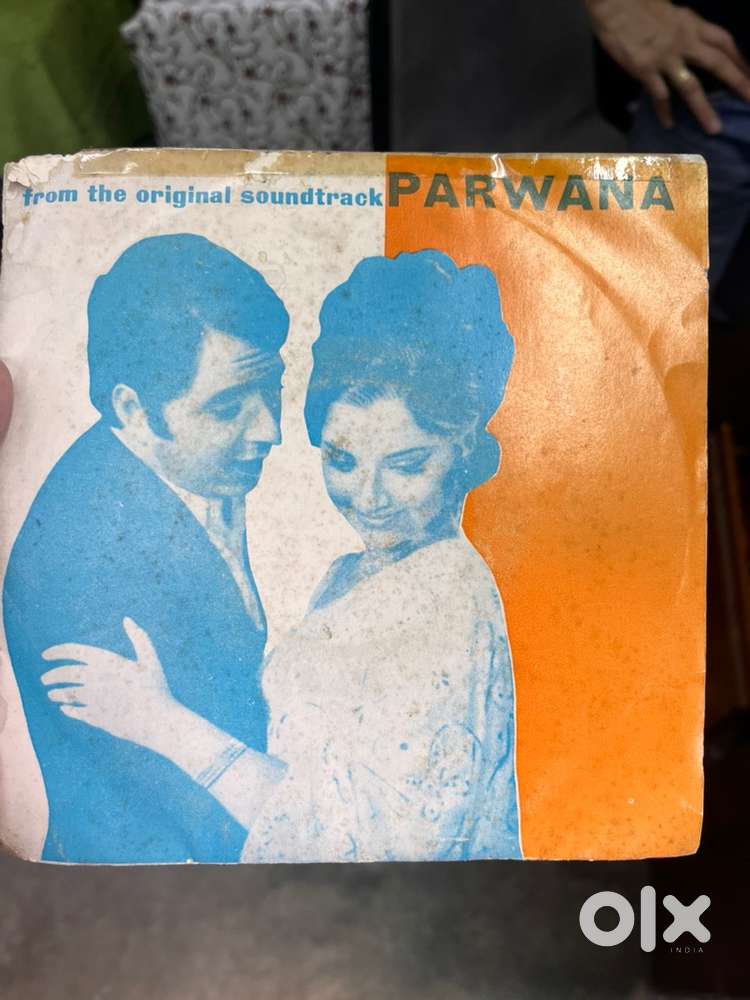 from the original soundtrack PARWANA
olx
INDIA